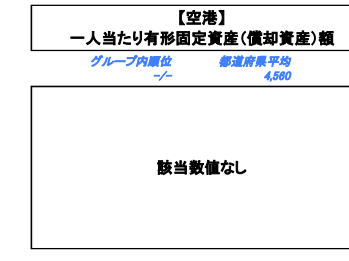 【空港】
一人当たり有形固定資産(償却資産)額
グループ内順位 都道府県平均
-/- 4,560
該当数値なし